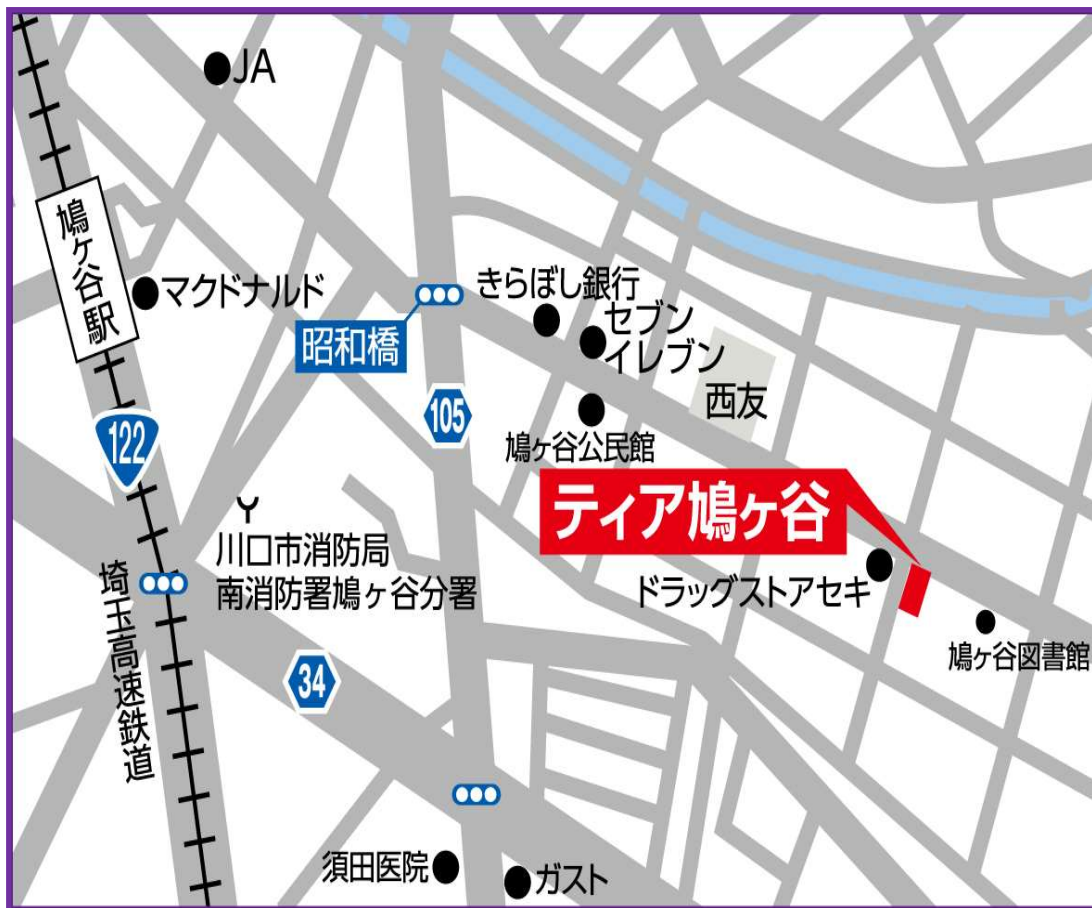 JA
鳩ヶ谷駅
マクドナルド
昭和橋
きらぼし銀行
セブン
イレブン
西友
105
鳩ヶ谷公民館
122
ティア鳩ヶ谷
川口市消防局
南消防署鳩ヶ谷分署
ドラッグストアセキ
埼玉高速鉄道
鳩ヶ谷図書館
34
須田医院
ガスト